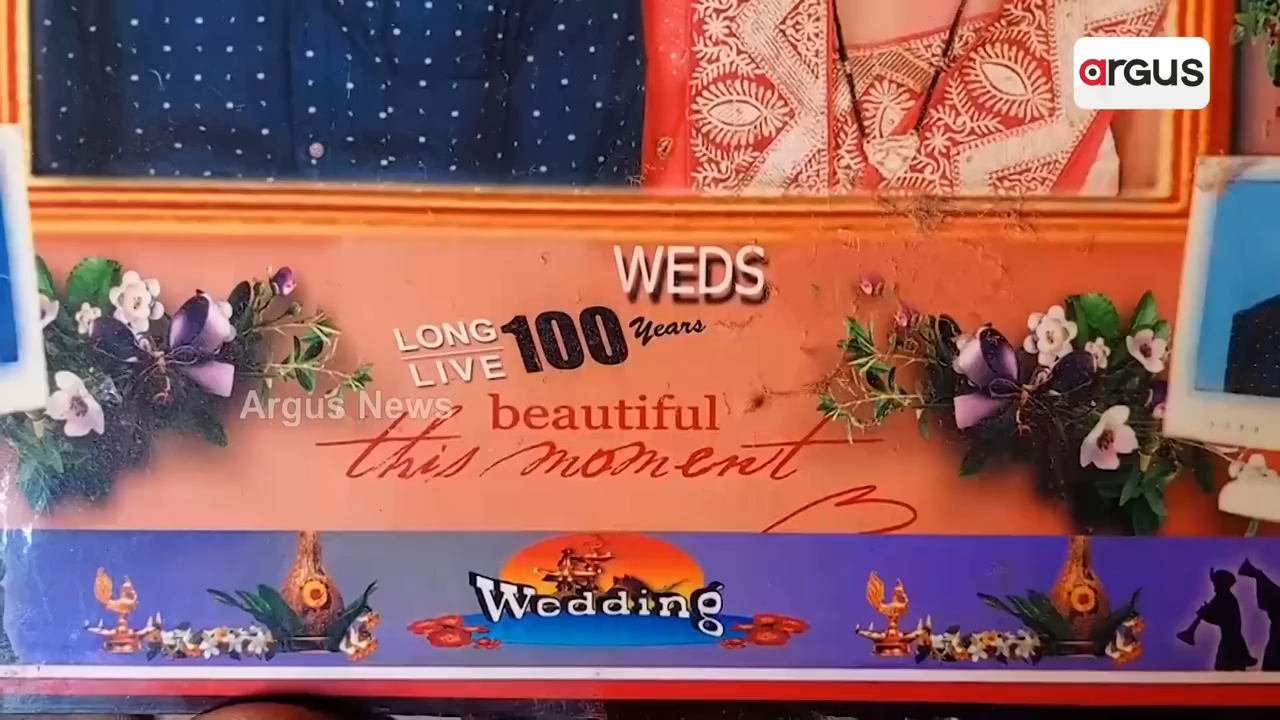 argus
WEDS
LONG
LIVE
100
Years
Argus News
beautiful
this moment
Wedding